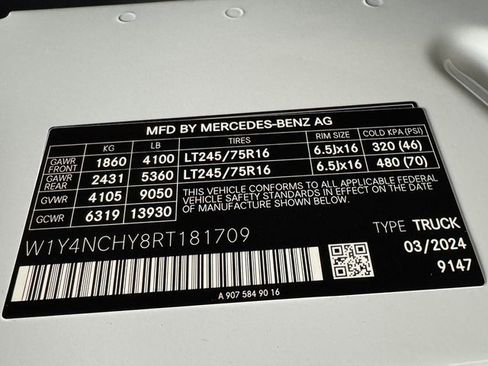 MFD BY MERCEDES-BENZ AG
KG LB TIRES RIM SIZE COLD KPA (PSI)
GAWR FRONT 1860 4100 LT245/75R16 6.5Jx16 320 (46)
GAWR REAR 2431 5360 LT245/75R16 6.5Jx16 480 (70)
GVWR 4105 9050 THIS VEHICLE CONFORMS TO ALL APPLICABLE FEDERAL
VEHICLE SAFETY STANDARDS IN EFFECT ON THE DATE
GCWR 6319 13930 OF MANUFACTURE SHOWN ABOVE.
W1Y4NCHY8RT181709
TYPE TRUCK
03/2024
9147
A 907 584 90 16